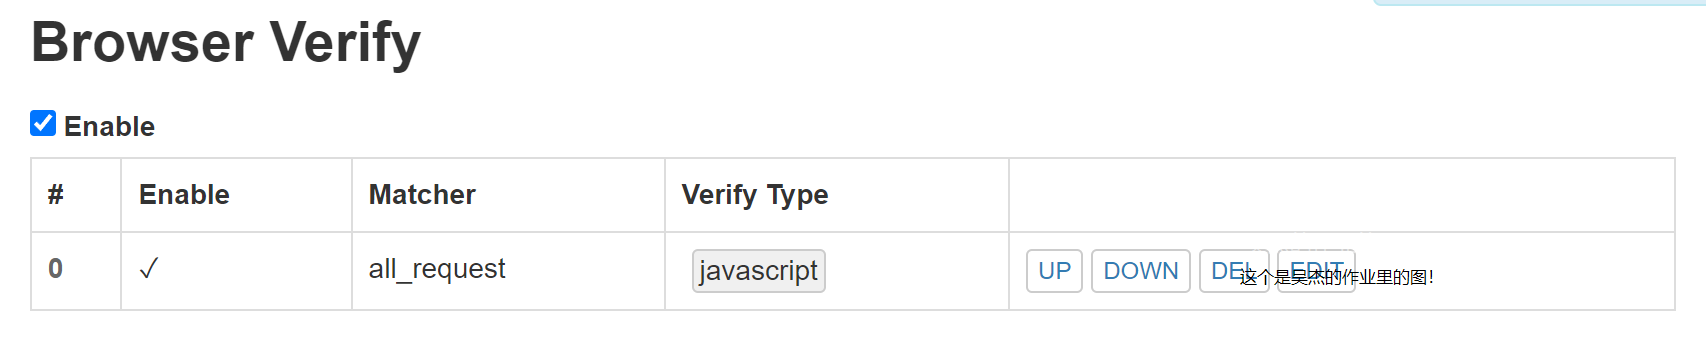 Browser Verify
Enable
# Enable Matcher Verify Type
0 ✓ all_request javascript UP DOWN DEL EDIT
这个是吴杰的作业里的图!